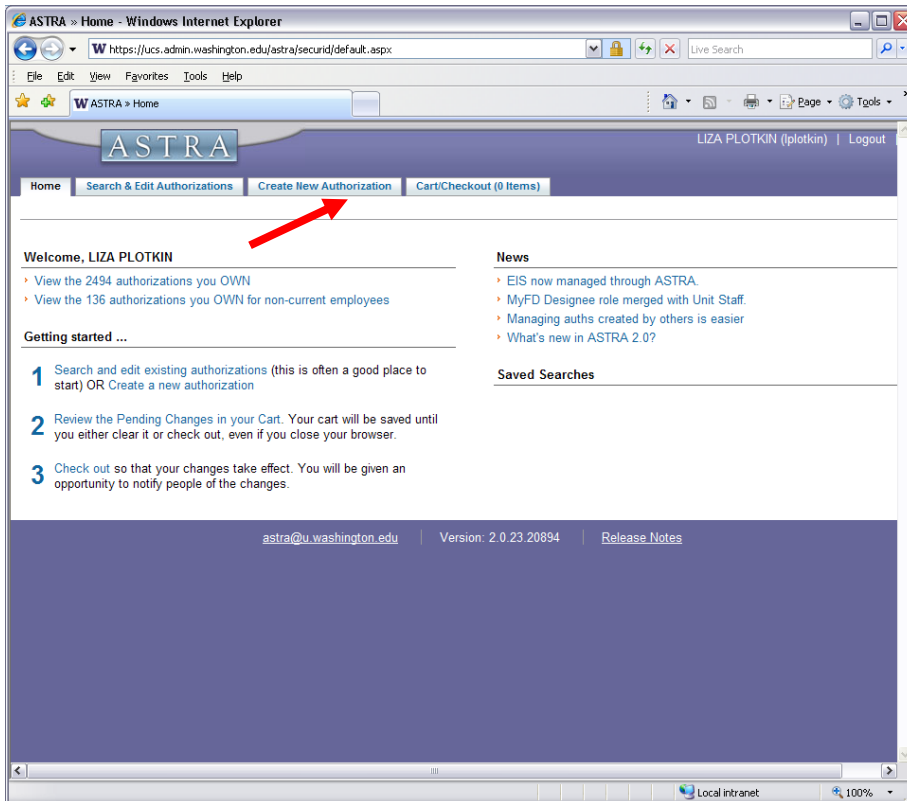 ASTRA » Home - Windows Internet Explorer
W https://ucs.admin.washington.edu/astra/securid/default.aspx
Live Search
File Edit View Favorites Tools Help
W ASTRA » Home
Page Tools
ASTRA
LIZA PLOTKIN (lplotkin) | Logout
Home Search & Edit Authorizations Create New Authorization Cart/Checkout (0 Items)
Welcome, LIZA PLOTKIN
View the 2494 authorizations you OWN
View the 136 authorizations you OWN for non-current employees
Getting started ...
1 Search and edit existing authorizations (this is often a good place to
start) OR Create a new authorization
2 Review the Pending Changes in your Cart. Your cart will be saved until
you either clear it or check out, even if you close your browser.
3 Check out so that your changes take effect. You will be given an
opportunity to notify people of the changes.
News
EIS now managed through ASTRA.
MyFD Designee role merged with Unit Staff.
Managing auths created by others is easier
What's new in ASTRA 2.0?
Saved Searches
astra@u.washington.edu | Version: 2.0.23.20894 | Release Notes
Local intranet 100%